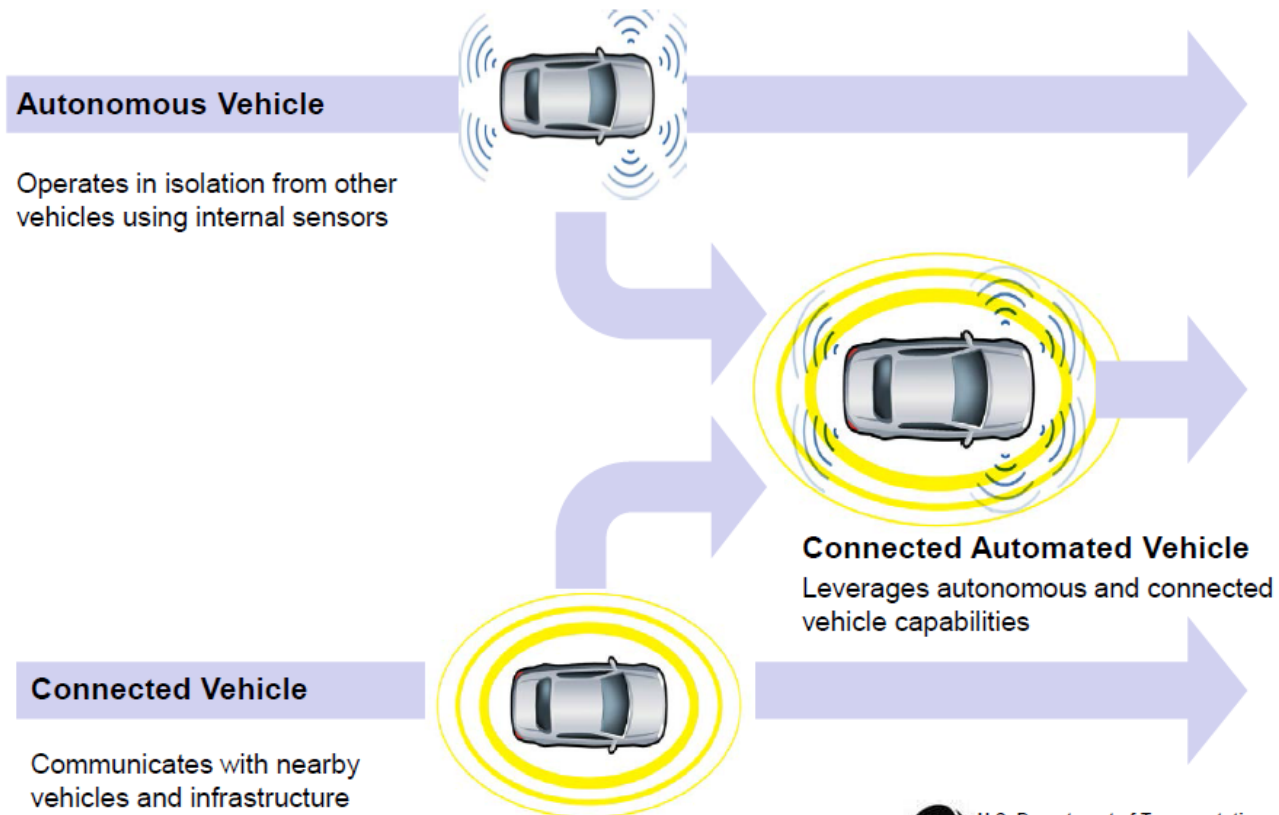 Autonomous Vehicle
Operates in isolation from other
vehicles using internal sensors
Connected Automated Vehicle
Leverages autonomous and connected
vehicle capabilities
Connected Vehicle
Communicates with nearby
vehicles and infrastructure